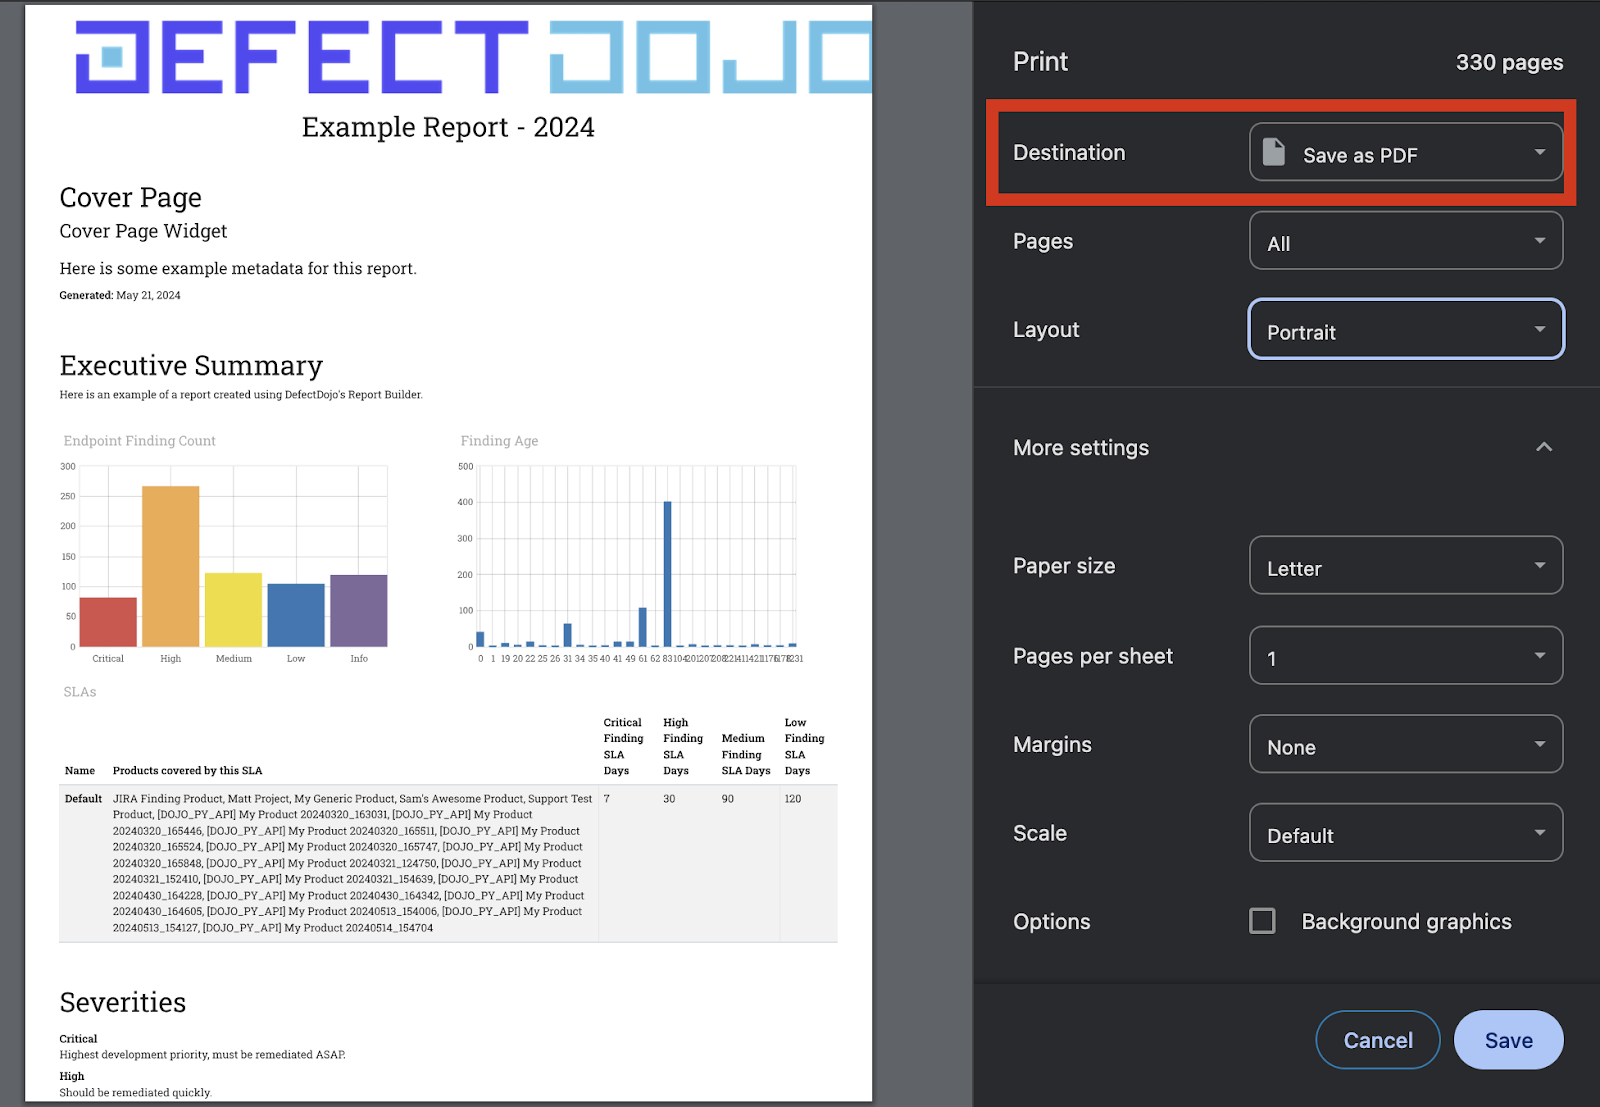 DEFECTDOJO
Example Report - 2024
Cover Page
Cover Page Widget
Here is some example metadata for this report.
Generated: May 21, 2024
Executive Summary
Here is an example of a report created using DefectDojo's Report Builder.
Endpoint Finding Count
300
250
200
150
100
50
0
Critical High Medium Low Info
Finding Age
500
400
300
200
100
0
0 1 19 20 22 25 26 31 34 35 40 41 49 61 62 83
SLAs
Name Products covered by this SLA Critical Finding SLA Days High Finding SLA Days Medium Finding SLA Days Low Finding SLA Days
Default JIRA Finding Product, Matt Project, My Generic Product, Sam's Awesome Product, Support Test 7 30 90 120
Product, [DOJO_PY_API] My Product 20240320_163031, [DOJO_PY_API] My Product
20240320_165446, [DOJO_PY_API] My Product 20240320_165511, [DOJO_PY_API] My Product
20240320_165524, [DOJO_PY_API] My Product 20240320_165747, [DOJO_PY_API] My Product
20240320_165848, [DOJO_PY_API] My Product 20240321_124750, [DOJO_PY_API] My Product
20240321_152410, [DOJO_PY_API] My Product 20240321_154639, [DOJO_PY_API] My Product
20240430_164228, [DOJO_PY_API] My Product 20240430_164342, [DOJO_PY_API] My Product
20240430_164605, [DOJO_PY_API] My Product 20240513_154006, [DOJO_PY_API] My Product
20240513_154127, [DOJO_PY_API] My Product 20240514_154704
Severities
Critical
Highest development priority, must be remediated ASAP.
High
Should be remediated quickly.
Print 330 pages
Destination Save as PDF
Pages All
Layout Portrait
More settings
Paper size Letter
Pages per sheet 1
Margins None
Scale Default
Options Background graphics
Cancel Save